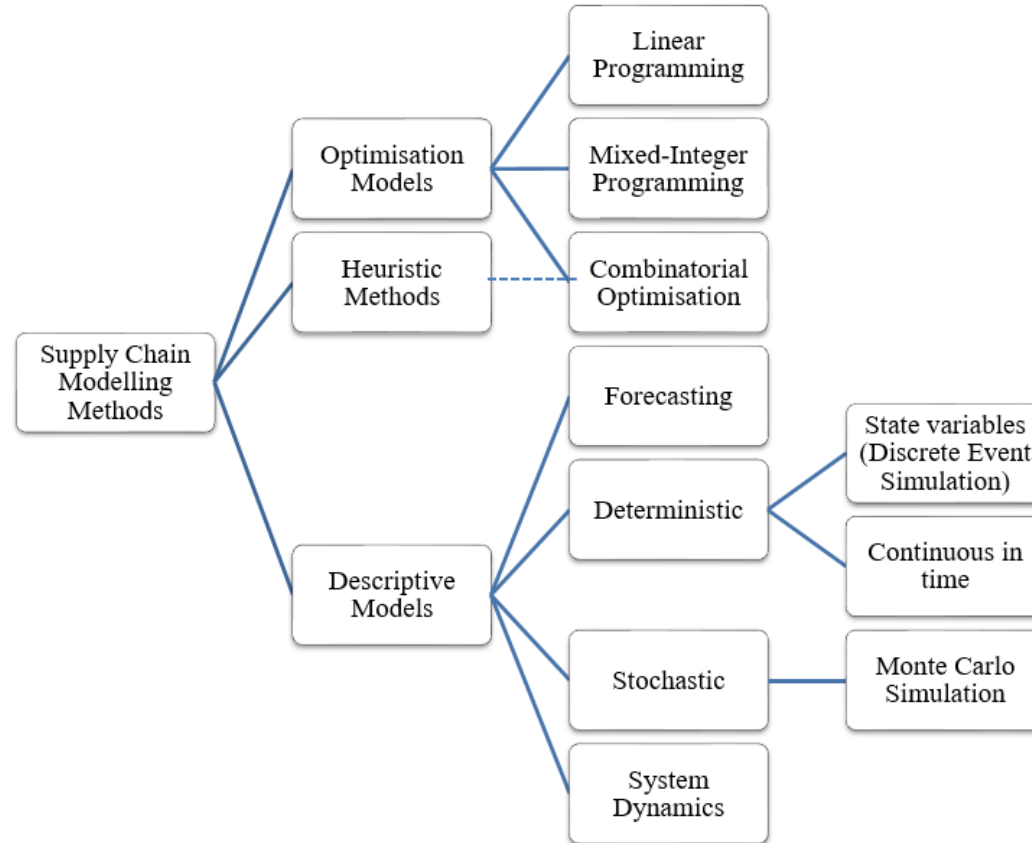 Linear
Programming
Optimisation
Models
Mixed-Integer
Programming
Heuristic
Methods
Combinatorial
Optimisation
Supply Chain
Modelling
Methods
Forecasting
State variables
(Discrete Event
Simulation)
Deterministic
Continuous in
time
Descriptive
Models
Stochastic
Monte Carlo
Simulation
System
Dynamics